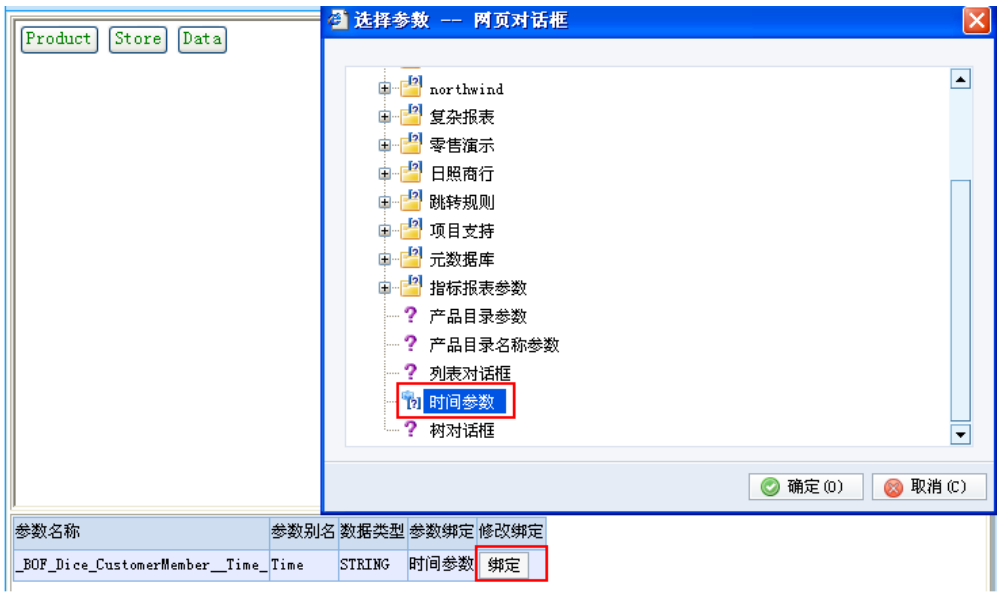 Product Store Data
选择参数 -- 网页对话框
northwind
复杂报表
零售演示
日照商行
跳转规则
项目支持
元数据库
指标报表参数
? 产品目录参数
? 产品目录名称参数
? 列表对话框
时间参数
? 树对话框
确定(O) 取消(C)
参数名称 参数别名 数据类型 参数绑定 修改绑定
_BOF_Dice_CustomerMember__Time_ Time STRING 时间参数 绑定